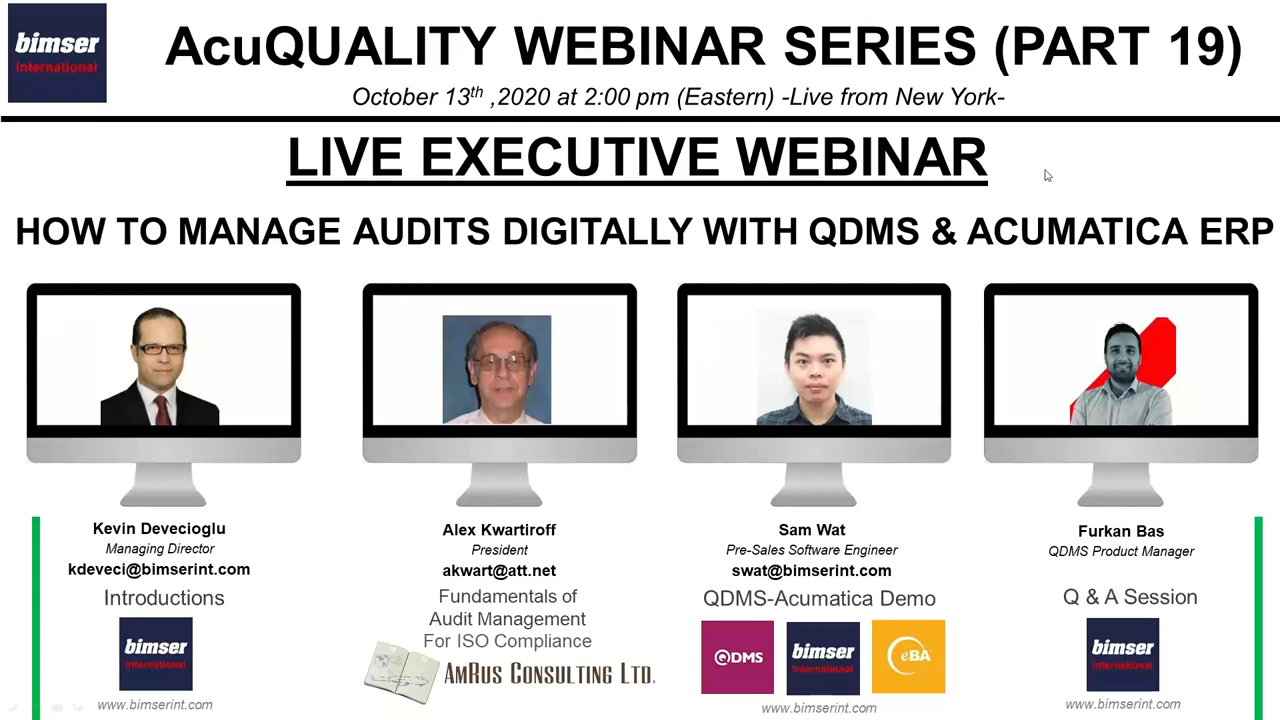 bimser
International
AcuQUALITY WEBINAR SERIES (PART 19)
October 13th ,2020 at 2:00 pm (Eastern) -Live from New York-
LIVE EXECUTIVE WEBINAR
HOW TO MANAGE AUDITS DIGITALLY WITH QDMS & ACUMATICA ERP
Kevin Devecioglu
Managing Director
kdeveci@bimserint.com
Introductions
bimser
International
www.bimserint.com
Alex Kwartiroff
President
akwart@att.net
Fundamentals of
Audit Management
For ISO Compliance
AMRUS CONSULTING LTD.
Sam Wat
Pre-Sales Software Engineer
swat@bimserint.com
QDMS-Acumatica Demo
QDMS
bimser
International
eBA
www.bimserint.com
Furkan Bas
QDMS Product Manager
Q & A Session
bimser
International
www.bimserint.com